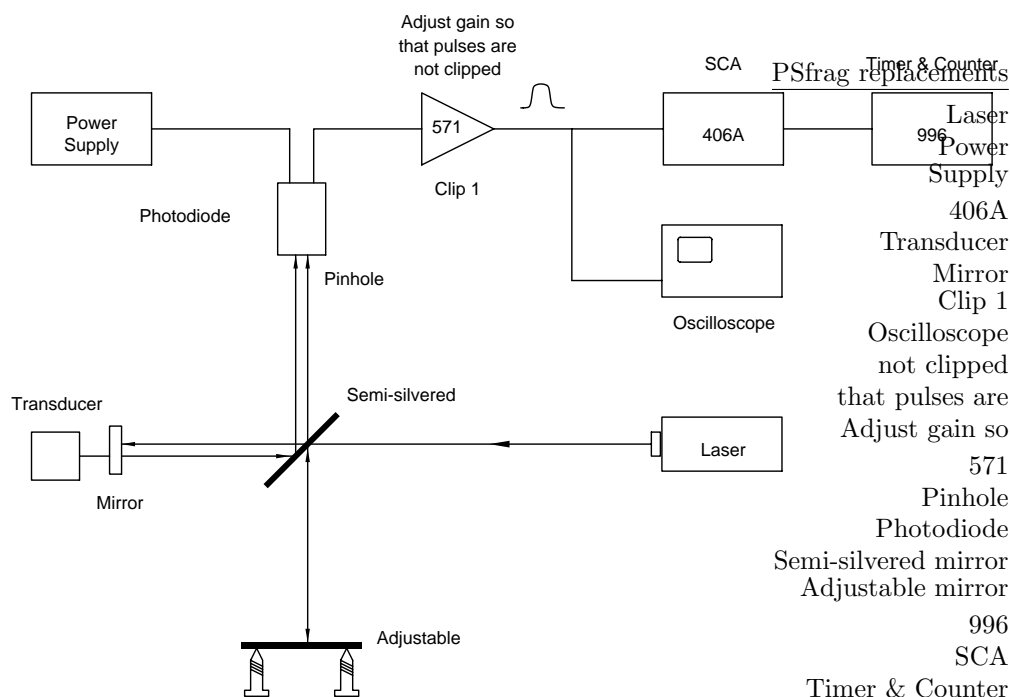 Adjust gain so
that pulses are
not clipped
SCA
Timer & Counter
Power
Supply
571
406A
996
Clip 1
Photodiode
Pinhole
Oscilloscope
Semi-silvered
Transducer
Laser
Mirror
Adjustable
PSfrag replacements
Laser
Power
Supply
406A
Transducer
Mirror
Clip 1
Oscilloscope
not clipped
that pulses are
Adjust gain so
571
Pinhole
Photodiode
Semi-silvered mirror
Adjustable mirror
996
SCA
Timer & Counter